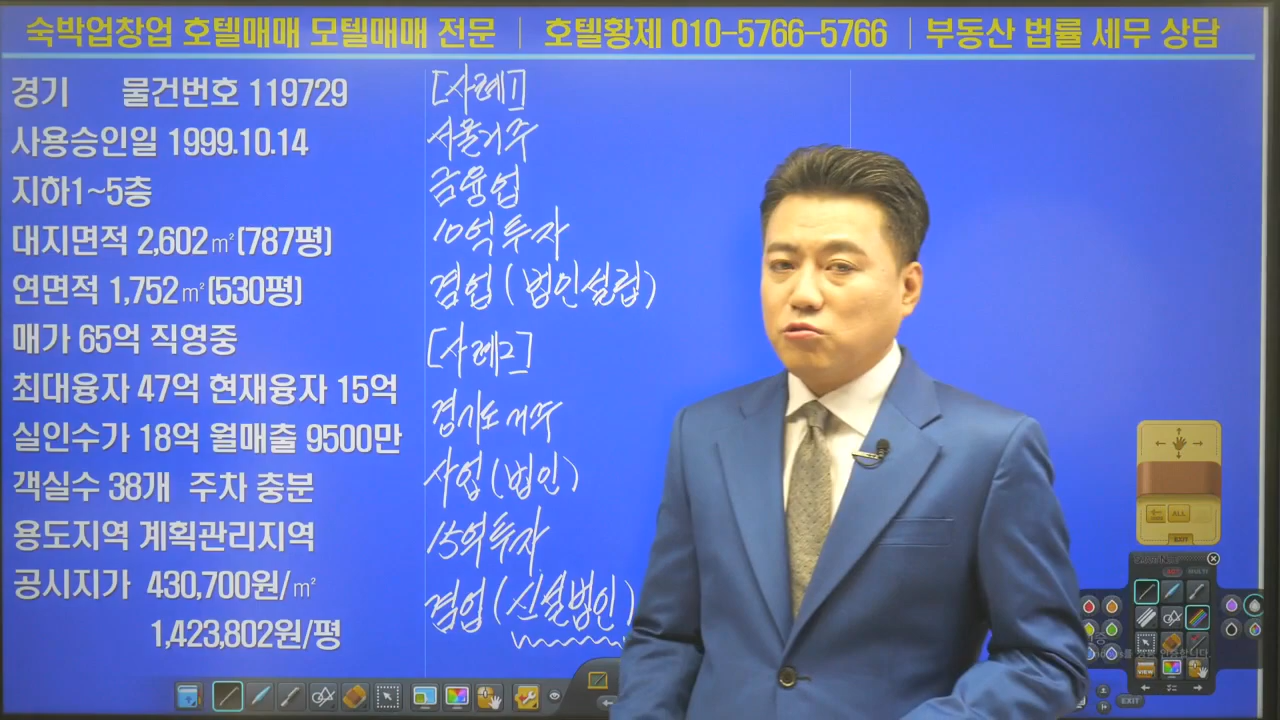 숙박업창업 호텔매매 모텔매매 전문 | 호텔황제 010-5766-5766 | 부동산 법률 세무 상담
경기 물건번호 119729
사용승인일 1999.10.14
지하1~5층
대지면적 2,602㎡(787평)
연면적 1,752㎡(530평)
매가 65억 직영중
최대융자 47억 현재융자 15억
실인수가 18억 월매출 9500만
객실수 38개 주차 충분
용도지역 계획관리지역
공시지가 430,700원/㎡
1,423,802원/평
[사례1]
서울거주
금융업
10억 투자
겸업 (법인설립)
[사례2]
경기도 거주
사업 (법인)
15억 투자
겸업 (신설법인)
ALL
EXIT
MULTI
VIEW
EXIT